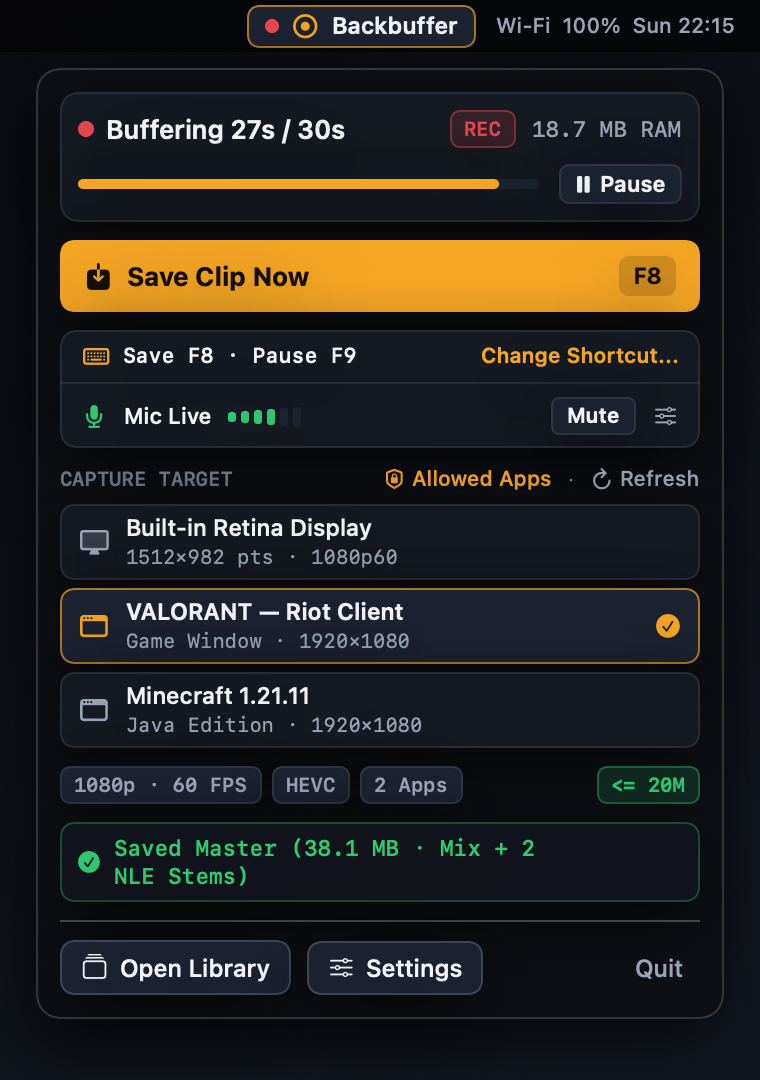 Backbuffer Wi-Fi 100% Sun 22:15
Buffering 27s / 30s REC 18.7 MB RAM
Pause
Save Clip Now F8
Save F8 · Pause F9 Change Shortcut...
Mic Live Mute
CAPTURE TARGET Allowed Apps · Refresh
Built-in Retina Display
1512×982 pts · 1080p60
VALORANT — Riot Client
Game Window · 1920×1080
Minecraft 1.21.11
Java Edition · 1920×1080
1080p · 60 FPS HEVC 2 Apps <= 20M
Saved Master (38.1 MB · Mix + 2
NLE Stems)
Open Library Settings Quit